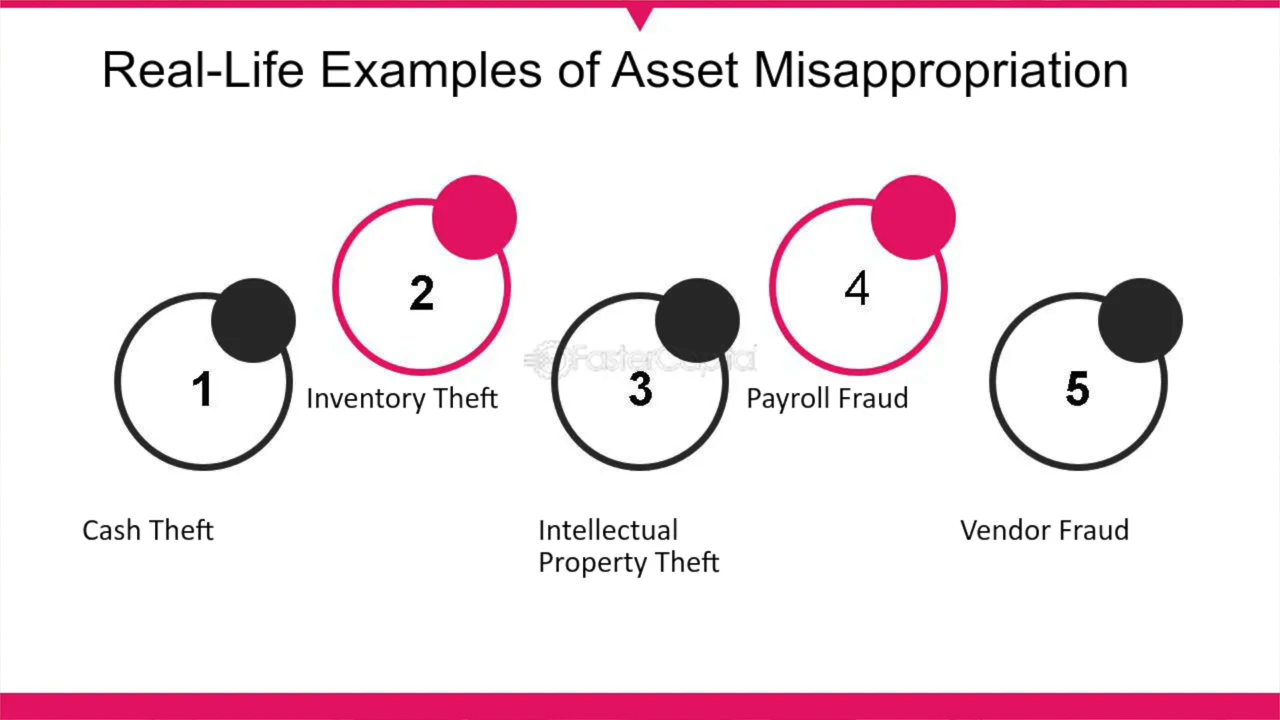 Real-Life Examples of Asset Misappropriation
1
Cash Theft
2
Inventory Theft
3
Intellectual
Property Theft
4
Payroll Fraud
5
Vendor Fraud
FasterCapital